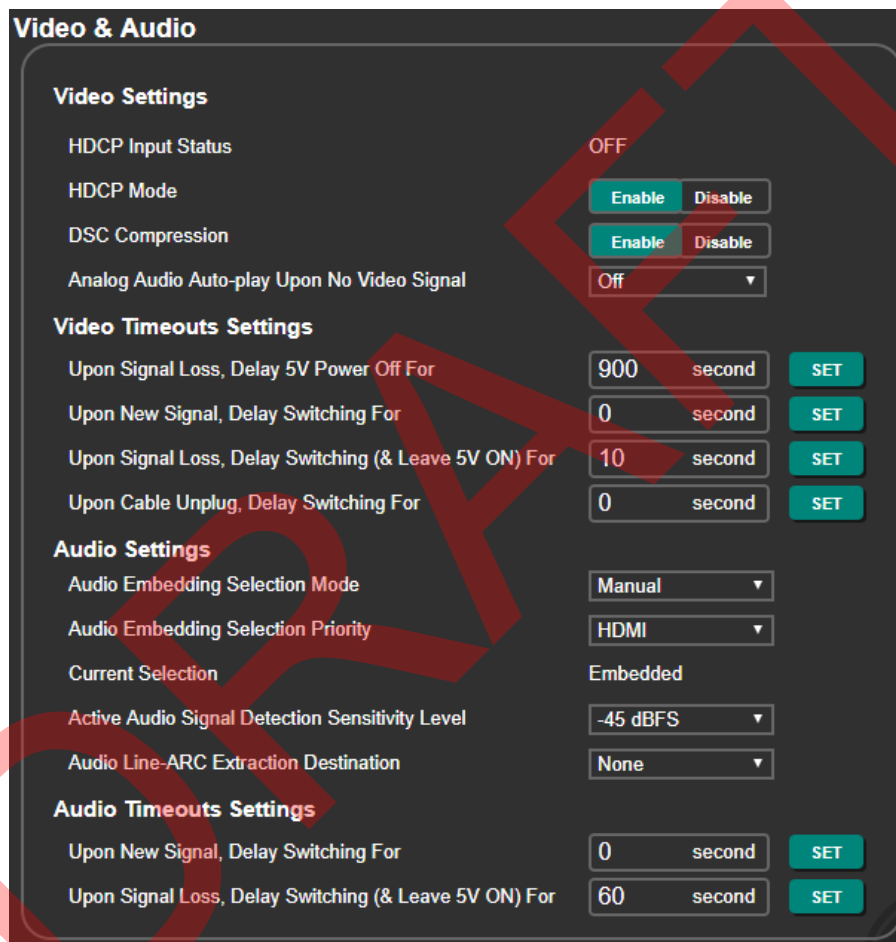 Video & Audio
Video Settings
HDCP Input Status OFF
HDCP Mode Enable Disable
DSC Compression Enable Disable
Analog Audio Auto-play Upon No Video Signal Off
Video Timeouts Settings
Upon Signal Loss, Delay 5V Power Off For 900 second SET
Upon New Signal, Delay Switching For 0 second SET
Upon Signal Loss, Delay Switching (& Leave 5V ON) For 10 second SET
Upon Cable Unplug, Delay Switching For 0 second SET
Audio Settings
Audio Embedding Selection Mode Manual
Audio Embedding Selection Priority HDMI
Current Selection Embedded
Active Audio Signal Detection Sensitivity Level -45 dBFS
Audio Line-ARC Extraction Destination None
Audio Timeouts Settings
Upon New Signal, Delay Switching For 0 second SET
Upon Signal Loss, Delay Switching (& Leave 5V ON) For 60 second SET
DRAFT